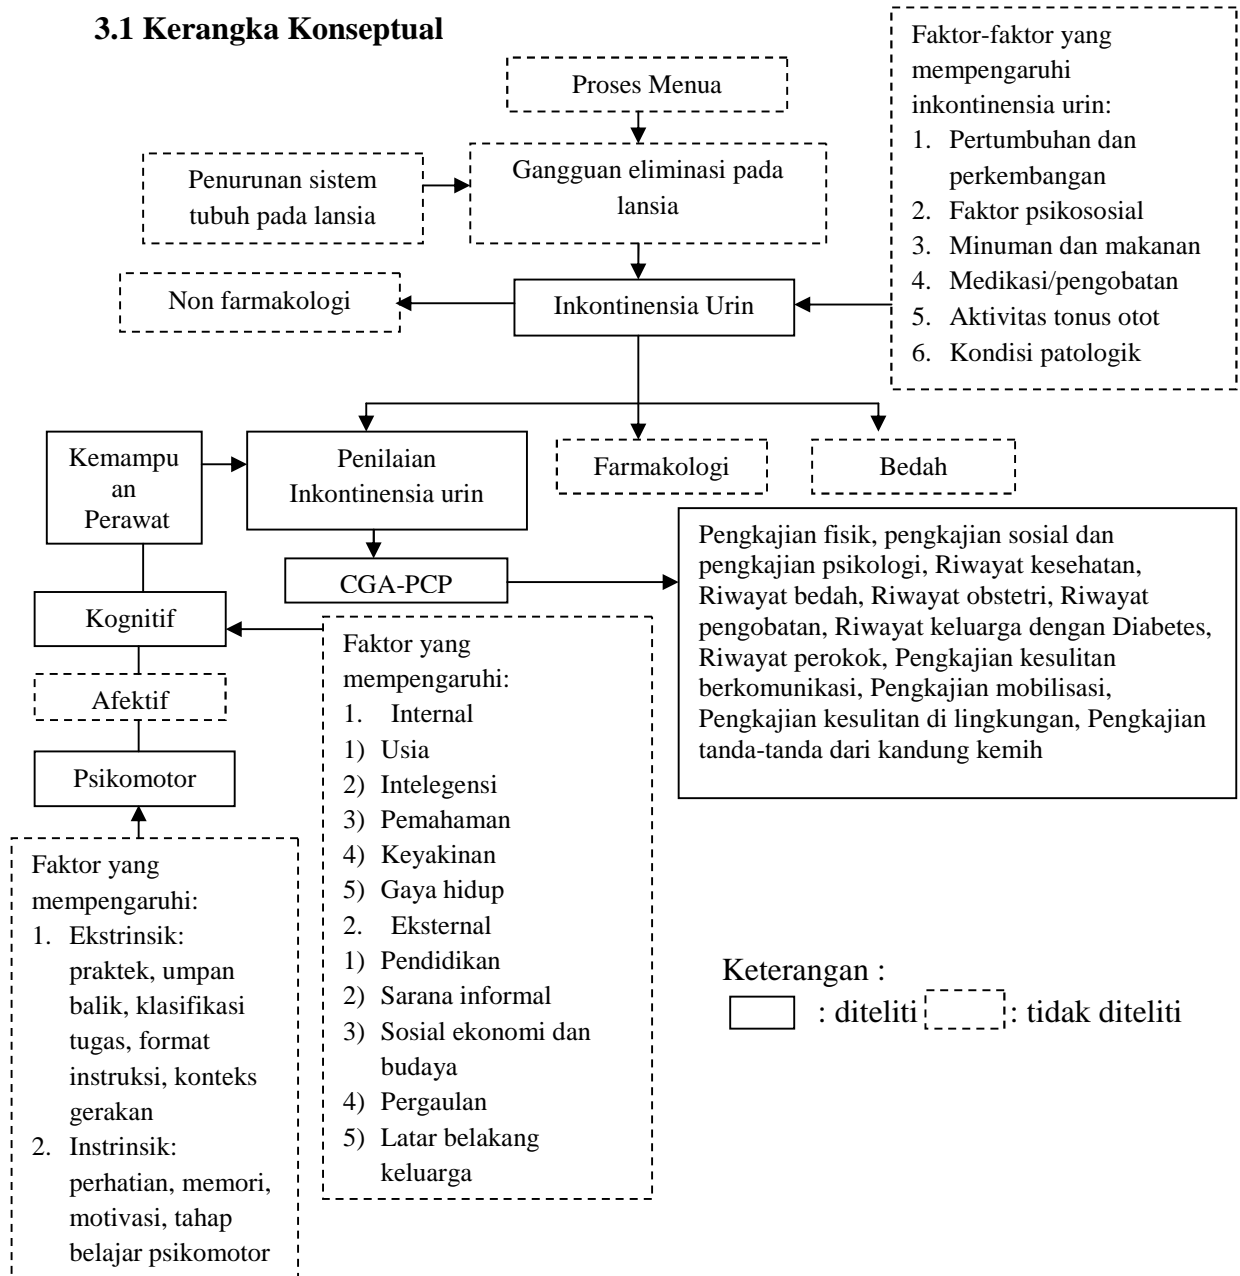 3.1 Kerangka Konseptual
Proses Menua
Faktor-faktor yang
mempengaruhi
inkontinensia urin:
1. Pertumbuhan dan
perkembangan
2. Faktor psikososial
3. Minuman dan makanan
4. Medikasi/pengobatan
5. Aktivitas tonus otot
6. Kondisi patologik
Penurunan sistem
tubuh pada lansia
Gangguan eliminasi pada
lansia
Non farmakologi
Inkontinensia Urin
Kemampu
an
Perawat
Penilaian
Inkontinensia urin
Farmakologi
Bedah
CGA-PCP
Pengkajian fisik, pengkajian sosial dan
pengkajian psikologi, Riwayat kesehatan,
Riwayat bedah, Riwayat obstetri, Riwayat
pengobatan, Riwayat keluarga dengan Diabetes,
Riwayat perokok, Pengkajian kesulitan
berkomunikasi, Pengkajian mobilisasi,
Pengkajian kesulitan di lingkungan, Pengkajian
tanda-tanda dari kandung kemih
Kognitif
Afektif
Psikomotor
Faktor yang
mempengaruhi:
1. Internal
1) Usia
2) Intelegensi
3) Pemahaman
4) Keyakinan
5) Gaya hidup
2. Eksternal
1) Pendidikan
2) Sarana informal
3) Sosial ekonomi dan
budaya
4) Pergaulan
5) Latar belakang
keluarga
Faktor yang
mempengaruhi:
1. Ekstrinsik:
praktek, umpan
balik, klasifikasi
tugas, format
instruksi, konteks
gerakan
2. Instrinsik:
perhatian, memori,
motivasi, tahap
belajar psikomotor
Keterangan :
: diteliti : tidak diteliti